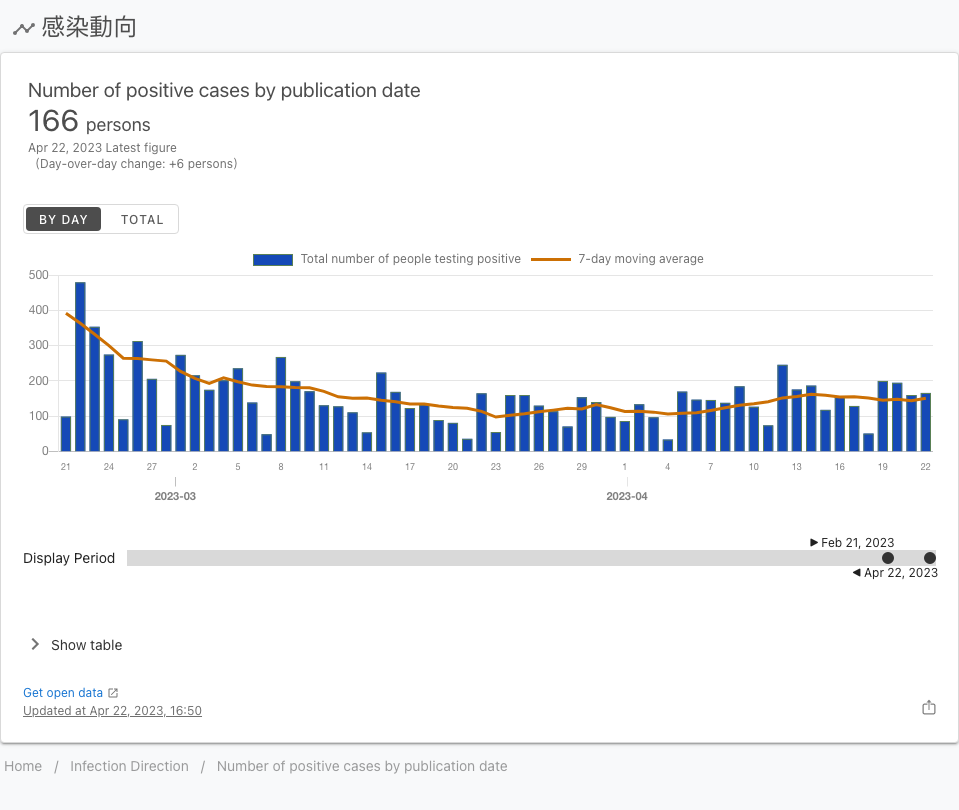 感染動向
Number of positive cases by publication date
166 persons
Apr 22, 2023 Latest figure
(Day-over-day change: +6 persons)
BY DAY TOTAL
Total number of people testing positive 7-day moving average
500
400
300
200
100
0
21 24 27 2 5 8 11 14 17 20 23 26 29 1 4 7 10 13 16 19 22
2023-03 2023-04
Feb 21, 2023
Display Period
Apr 22, 2023
Show table
Get open data
Updated at Apr 22, 2023, 16:50
Home / Infection Direction / Number of positive cases by publication date